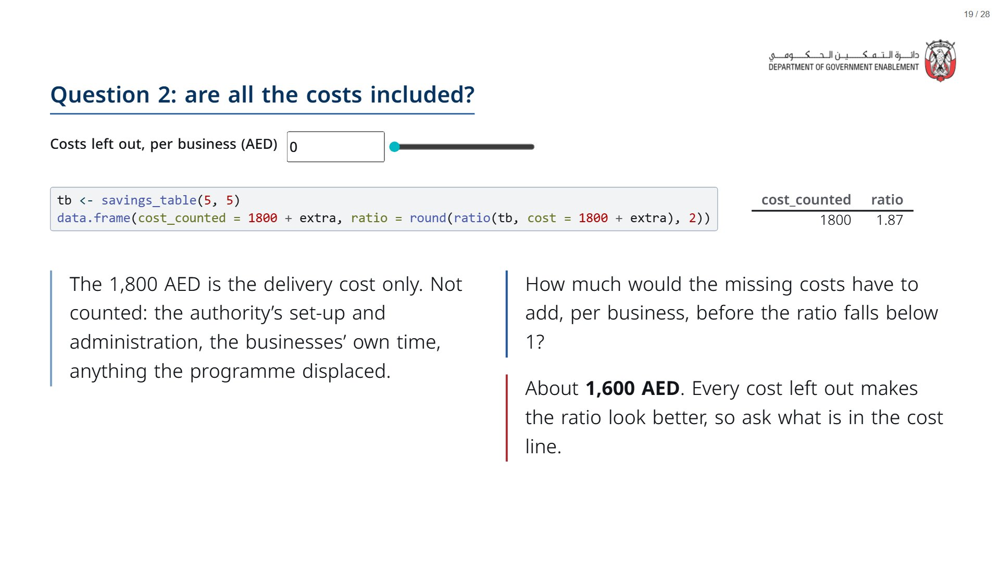 19 / 28
دائرة التمكين الحكومي
DEPARTMENT OF GOVERNMENT ENABLEMENT
Question 2: are all the costs included?
Costs left out, per business (AED) 0
tb <- savings_table(5, 5)
data.frame(cost_counted = 1800 + extra, ratio = round(ratio(tb, cost = 1800 + extra), 2))
cost_counted ratio
1800 1.87
The 1,800 AED is the delivery cost only. Not
counted: the authority’s set-up and
administration, the businesses’ own time,
anything the programme displaced.
How much would the missing costs have to
add, per business, before the ratio falls below
1?
About 1,600 AED. Every cost left out makes
the ratio look better, so ask what is in the cost
line.